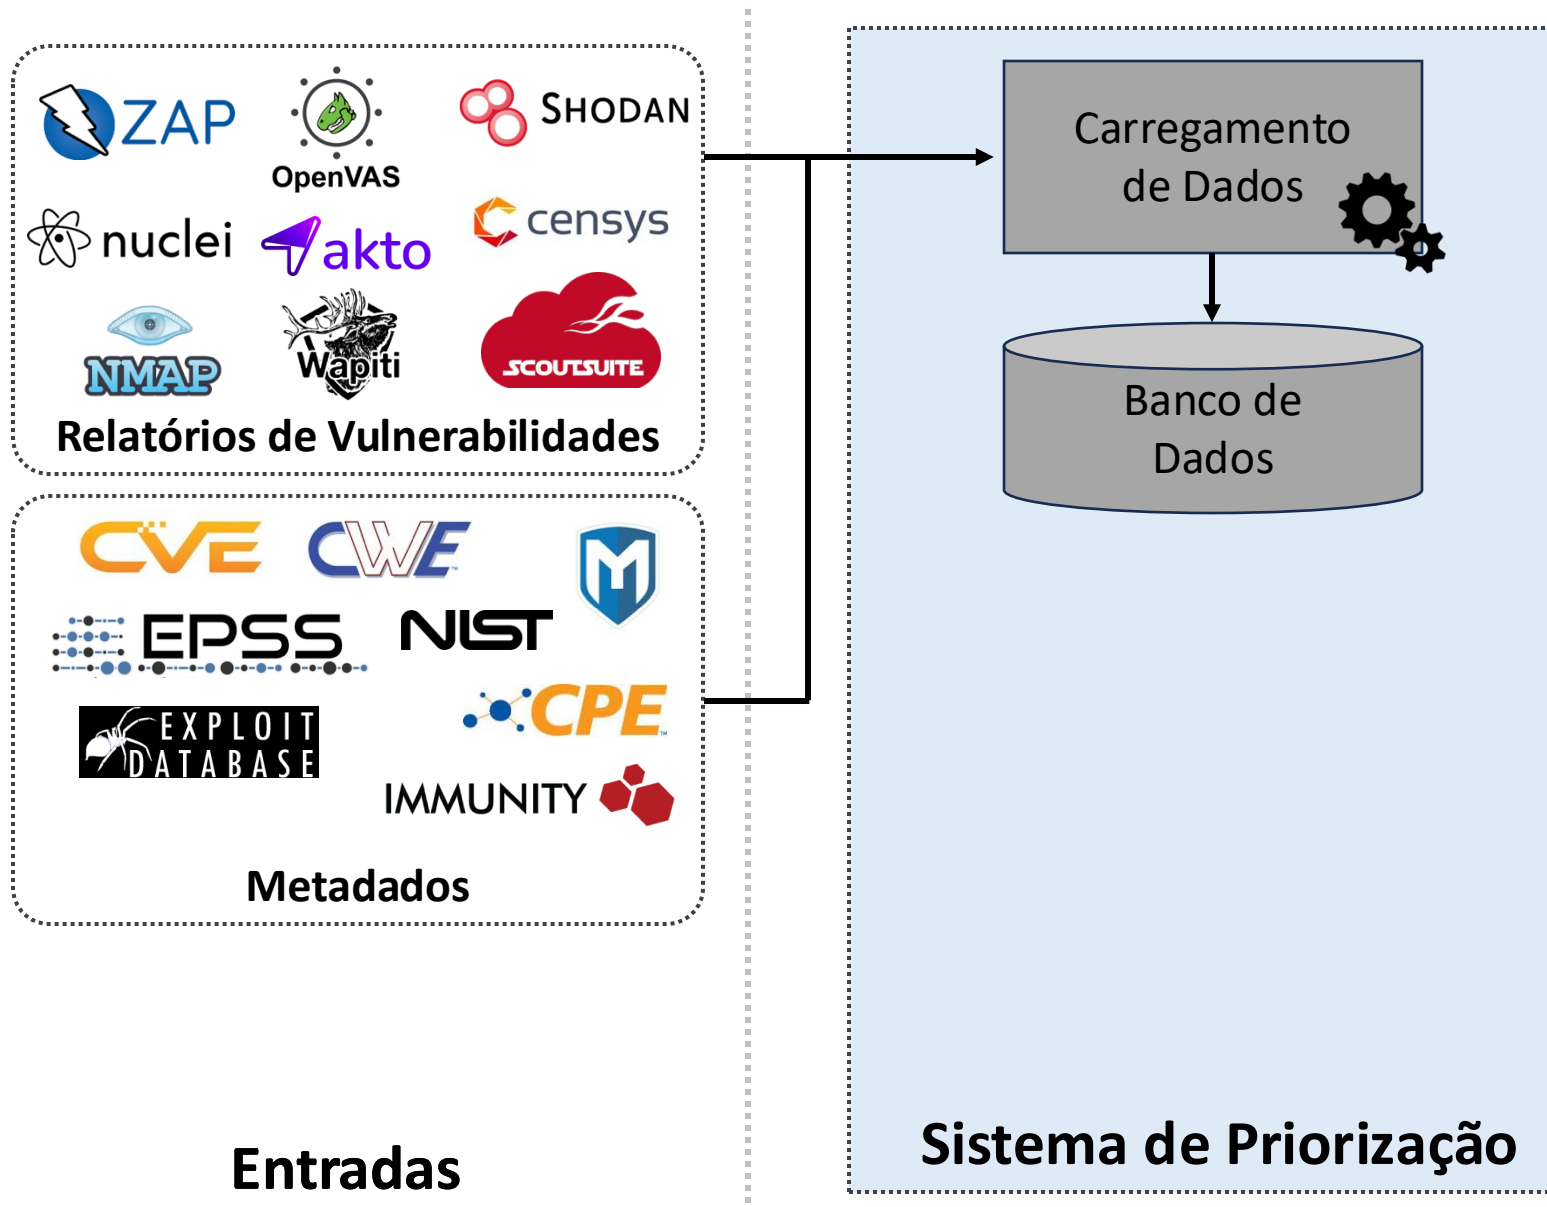 ZAP
OpenVAS
SHODAN
nuclei
akto
censys
NMAP
Wapiti
SCOUTSUITE
Relatórios de Vulnerabilidades
CVE
CWE
M
EPSS
NIST
EXPLOIT
DATABASE
CPE
IMMUNITY
Metadados
Entradas
Carregamento
de Dados
Banco de
Dados
Sistema de Priorização